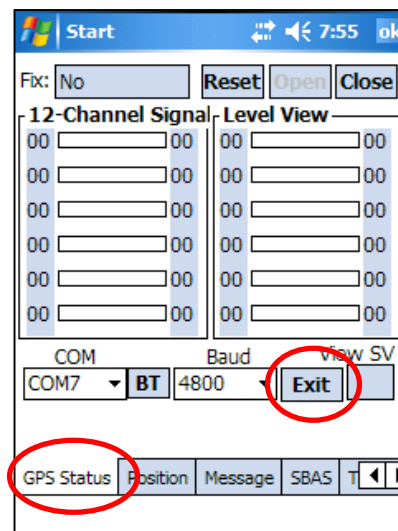 Start 7:55 ok
Fix: No Reset Open Close
12-Channel Signal Level View
00 00 00 00
00 00 00 00
00 00 00 00
00 00 00 00
00 00 00 00
00 00 00 00
COM Baud View SV
COM7 BT 4800 Exit
GPS Status Position Message SBAS T